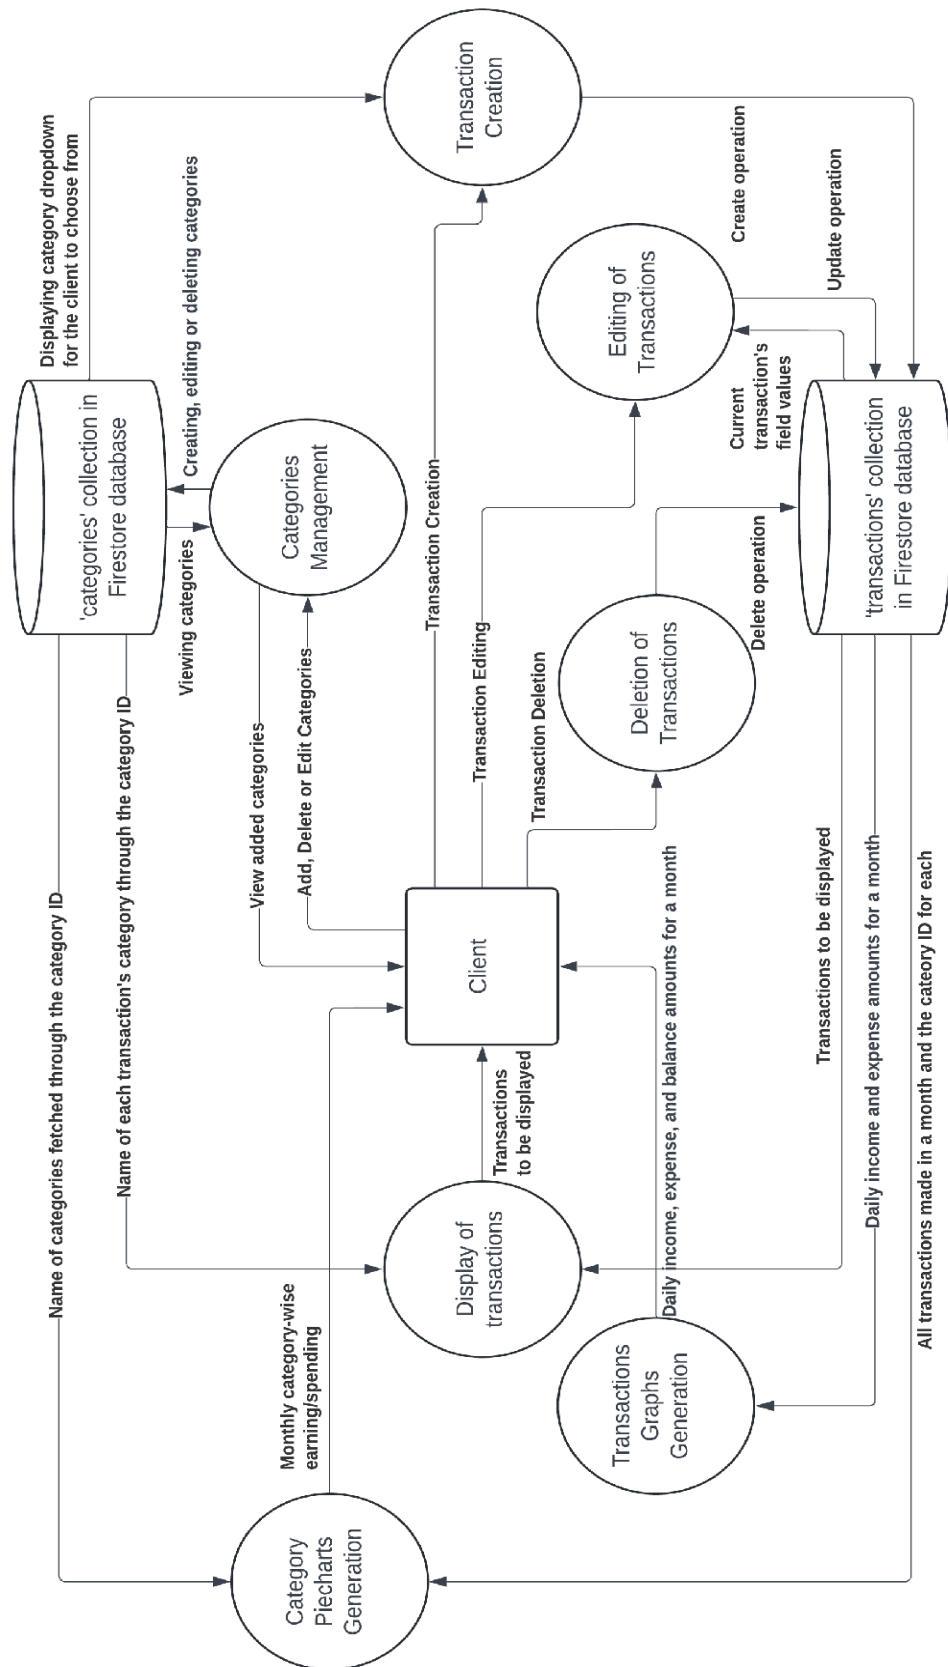 Name of categories fetched through the category ID
Name of each transaction's category through the category ID
'categories' collection in
Firestore database
Displaying category dropdown
for the client to choose from
Viewing categories
Creating, editing or deleting categories
Categories
Management
View added categories
Add, Delete or Edit Categories
Monthly category-wise
earning/spending
Category
Piecharts
Generation
Display of
transactions
Transactions
to be displayed
Client
Transaction Creation
Transaction
Creation
Transaction Editing
Transaction Deletion
Editing of
Transactions
Deletion of
Transactions
Transactions
Graphs
Generation
Daily income, expense, and balance amounts for a month
Create operation
Current
transaction's
field values
Update operation
Delete operation
Transactions to be displayed
Daily income and expense amounts for a month
All transactions made in a month and the cateory ID for each
'transactions' collection
in Firestore database